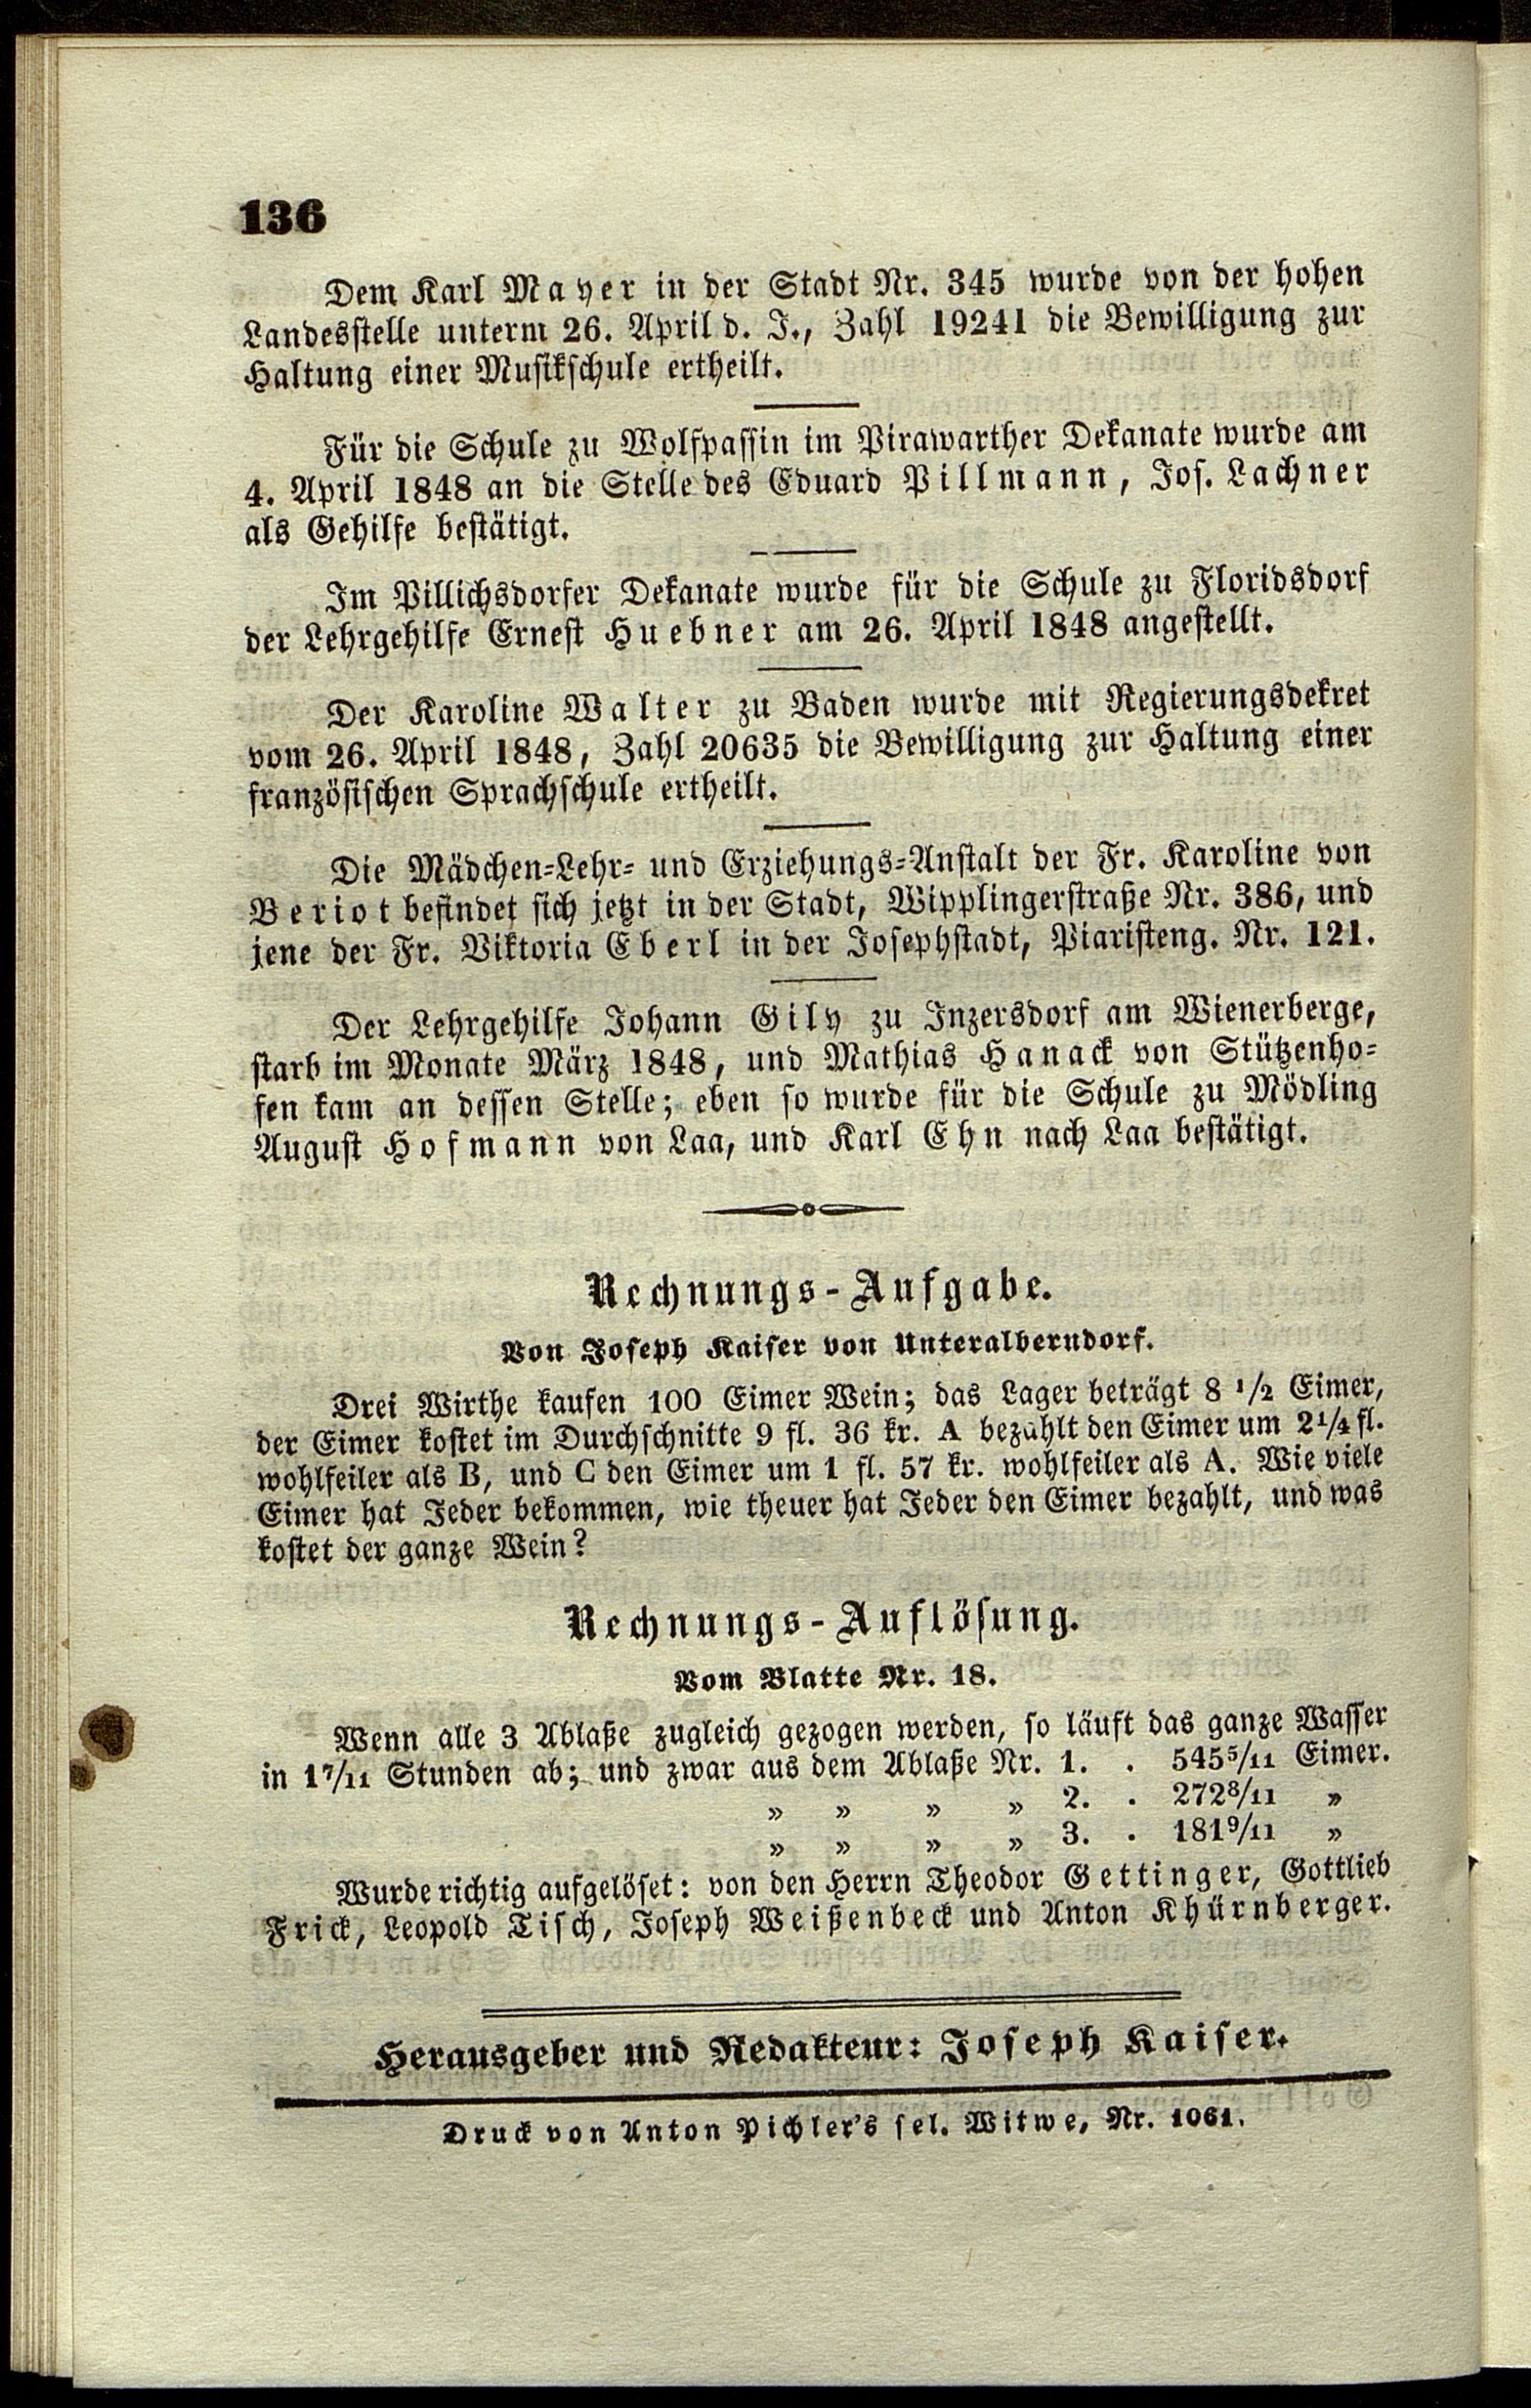 136
Dem Karl Mayer in der Stadt Nr. 345 wurde von der hohen
Landesstelle unterm 26. April d. J., Zahl 19241 die Bewilligung zur
Haltung einer Musikschule ertheilt.
Für die Schule zu Wolfpassin im Pirawarther Dekanate wurde am
4. April 1848 an die Stelle des Eduard Pillmann, Jos. Lachner
als Gehilfe bestätigt.
Im Pillichsdorfer Dekanate wurde für die Schule zu Floridsdorf
der Lehrgehilfe Ernest Huebner am 26. April 1848 angestellt.
Der Karoline Walter zu Baden wurde mit Regierungsdekret
vom 26. April 1848, Zahl 20635 die Bewilligung zur Haltung einer
französischen Sprachschule ertheilt.
Die Mädchen-Lehr- und Erziehungs-Anstalt der Fr. Karoline von
Beriot befindet sich jetzt in der Stadt, Wipplingerstraße Nr. 386, und
jene der Fr. Viktoria Eberl in der Josephstadt, Piaristeng. Nr. 121.
Der Lehrgehilfe Johann Gily zu Inzersdorf am Wienerberge,
starb im Monate März 1848, und Mathias Hanack von Stützenho-
fen kam an dessen Stelle; eben so wurde für die Schule zu Mödling
August Hofmann von Laa, und Karl Ehn nach Laa bestätigt.
Rechnungs-Aufgabe.
Von Joseph Kaiser von Unteralberndorf.
Drei Wirthe kaufen 100 Eimer Wein; das Lager beträgt 8 1/2 Eimer,
der Eimer kostet im Durchschnitte 9 fl. 36 kr. A bezahlt den Eimer um 2 1/4 fl.
wohlfeiler als B, und C den Eimer um 1 fl. 57 kr. wohlfeiler als A. Wie viele
Eimer hat Jeder bekommen, wie theuer hat Jeder den Eimer bezahlt, und was
kostet der ganze Wein?
Rechnungs-Auflösung.
Vom Blatte Nr. 18.
Wenn alle 3 Ablaße zugleich gezogen werden, so läuft das ganze Wasser
in 1 7/11 Stunden ab; und zwar aus dem Ablaße Nr. 1. . 545 5/11 Eimer.
» » » » 2. . 272 8/11 »
» » » » 3. . 181 9/11 »
Wurde richtig aufgelöset: von den Herrn Theodor Gettinger, Gottlieb
Frick, Leopold Tisch, Joseph Weißenbeck und Anton Khürnberger.
Herausgeber und Redakteur: Joseph Kaiser.
Druck von Anton Pichler's sel. Witwe, Nr. 1061.